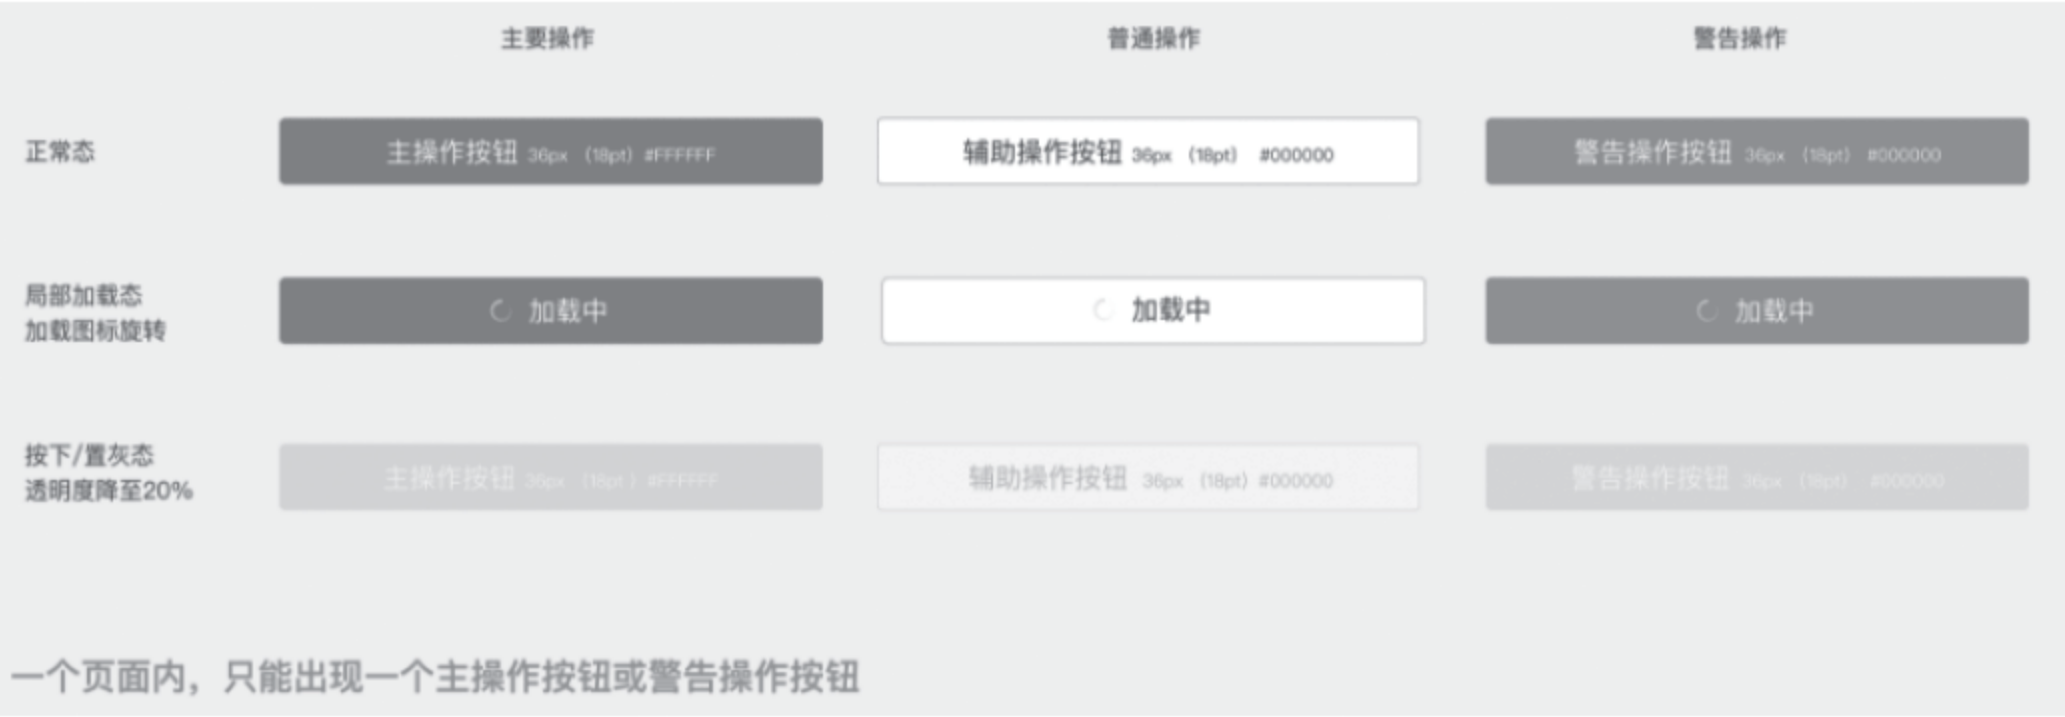 主要操作 普通操作 警告操作
正常态 主操作按钮 36px (18pt) #FFFFFF 辅助操作按钮 36px (18pt) #000000 警告操作按钮 36px (18pt) #000000
局部加载态
加载图标旋转 加载中 加载中 加载中
按下/置灰态
透明度降至20% 主操作按钮 36px (18pt) #FFFFFF 辅助操作按钮 36px (18pt) #000000 警告操作按钮 36px (18pt) #000000
一个页面内，只能出现一个主操作按钮或警告操作按钮